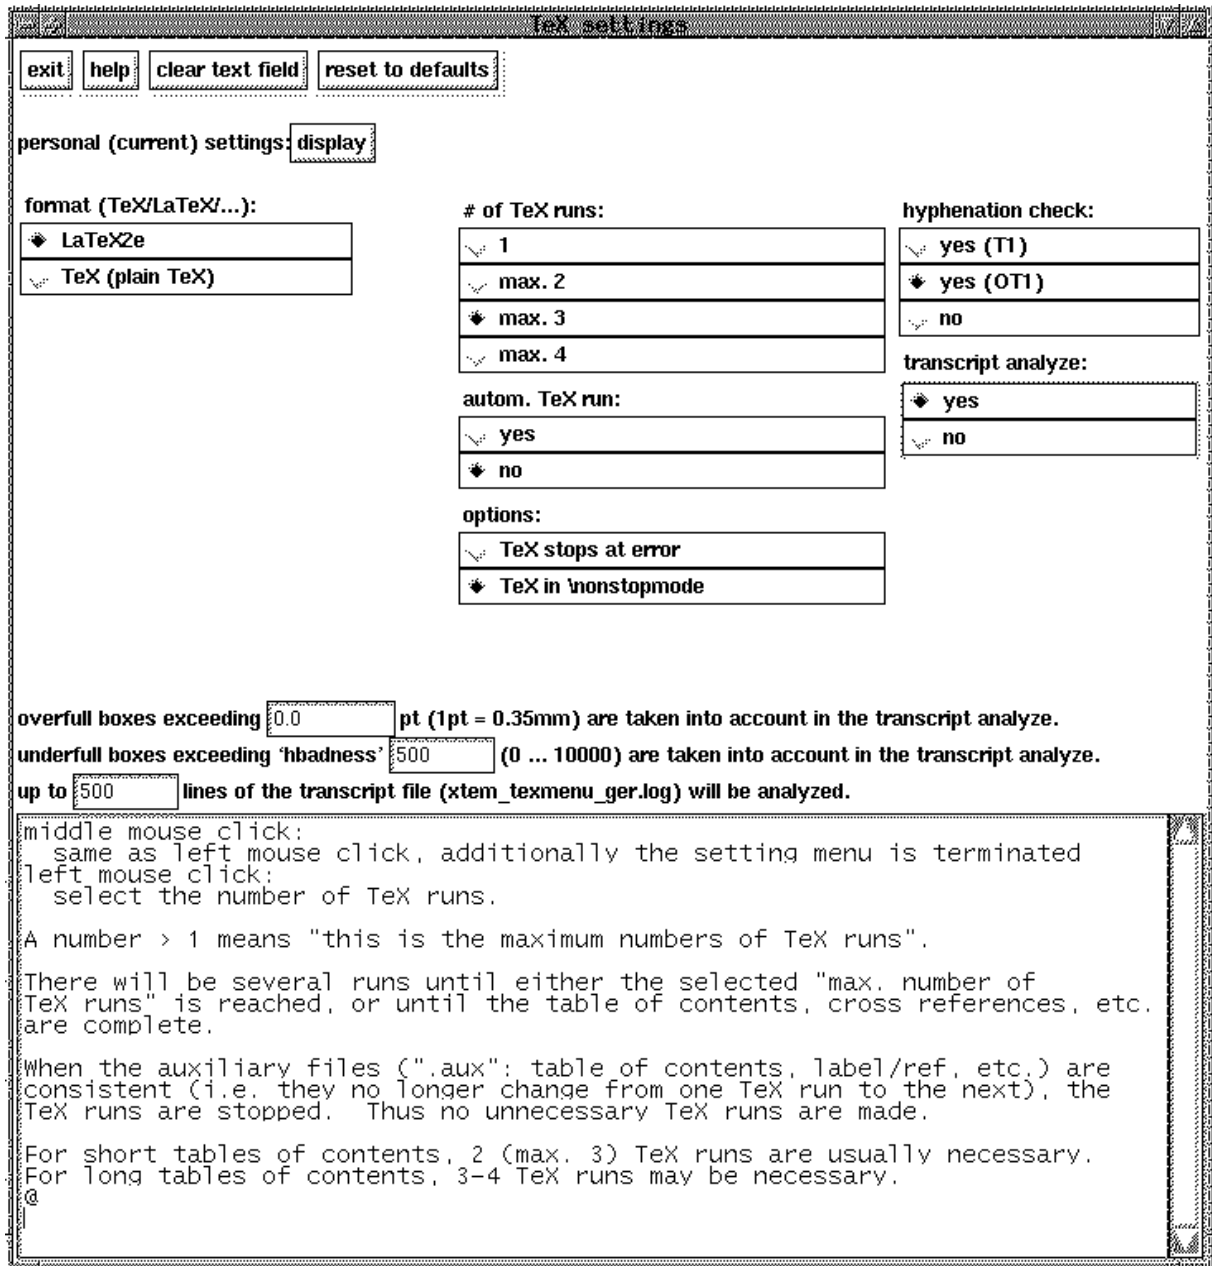 TeX settings
exit help clear text field reset to defaults
personal (current) settings: display
format (TeX/LaTeX/...):
LaTeX2e
TeX (plain TeX)
# of TeX runs:
1
max. 2
max. 3
max. 4
autom. TeX run:
yes
no
options:
TeX stops at error
TeX in \nonstopmode
hyphenation check:
yes (T1)
yes (OT1)
no
transcript analyze:
yes
no
overfull boxes exceeding 0.0 pt (1pt = 0.35mm) are taken into account in the transcript analyze.
underfull boxes exceeding 'hbadness' 500 (0 ... 10000) are taken into account in the transcript analyze.
up to 500 lines of the transcript file (xtem_texmenu_ger.log) will be analyzed.
middle mouse click:
same as left mouse click, additionally the setting menu is terminated
left mouse click:
select the number of TeX runs.
A number > 1 means "this is the maximum numbers of TeX runs".
There will be several runs until either the selected "max. number of
TeX runs" is reached, or until the table of contents, cross references, etc.
are complete.
When the auxiliary files (".aux": table of contents, label/ref, etc.) are
consistent (i.e. they no longer change from one TeX run to the next), the
TeX runs are stopped.  Thus no unnecessary TeX runs are made.
For short tables of contents, 2 (max. 3) TeX runs are usually necessary.
For long tables of contents, 3-4 TeX runs may be necessary.
@